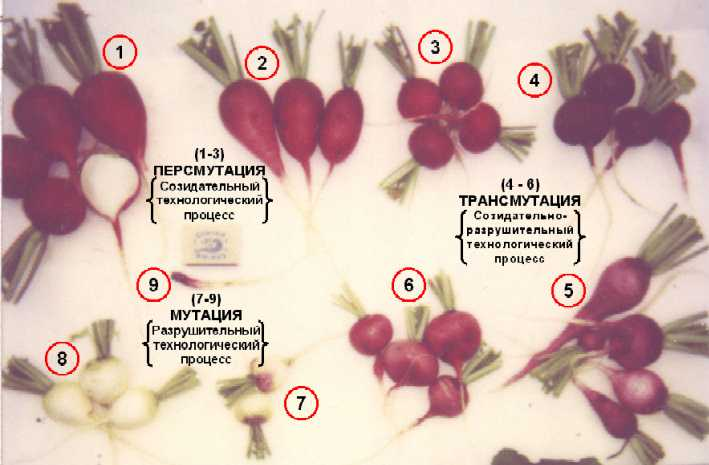 1
2
3
4
(1-3)
ПЕРСМУТАЦИЯ
Созидательный
технологический
процесс
(4 - 6)
ТРАНСМУТАЦИЯ
Созидательно-
разрушительный
технологический
процесс
9
(7-9)
МУТАЦИЯ
Разрушительный
технологический
процесс
6
5
8
7